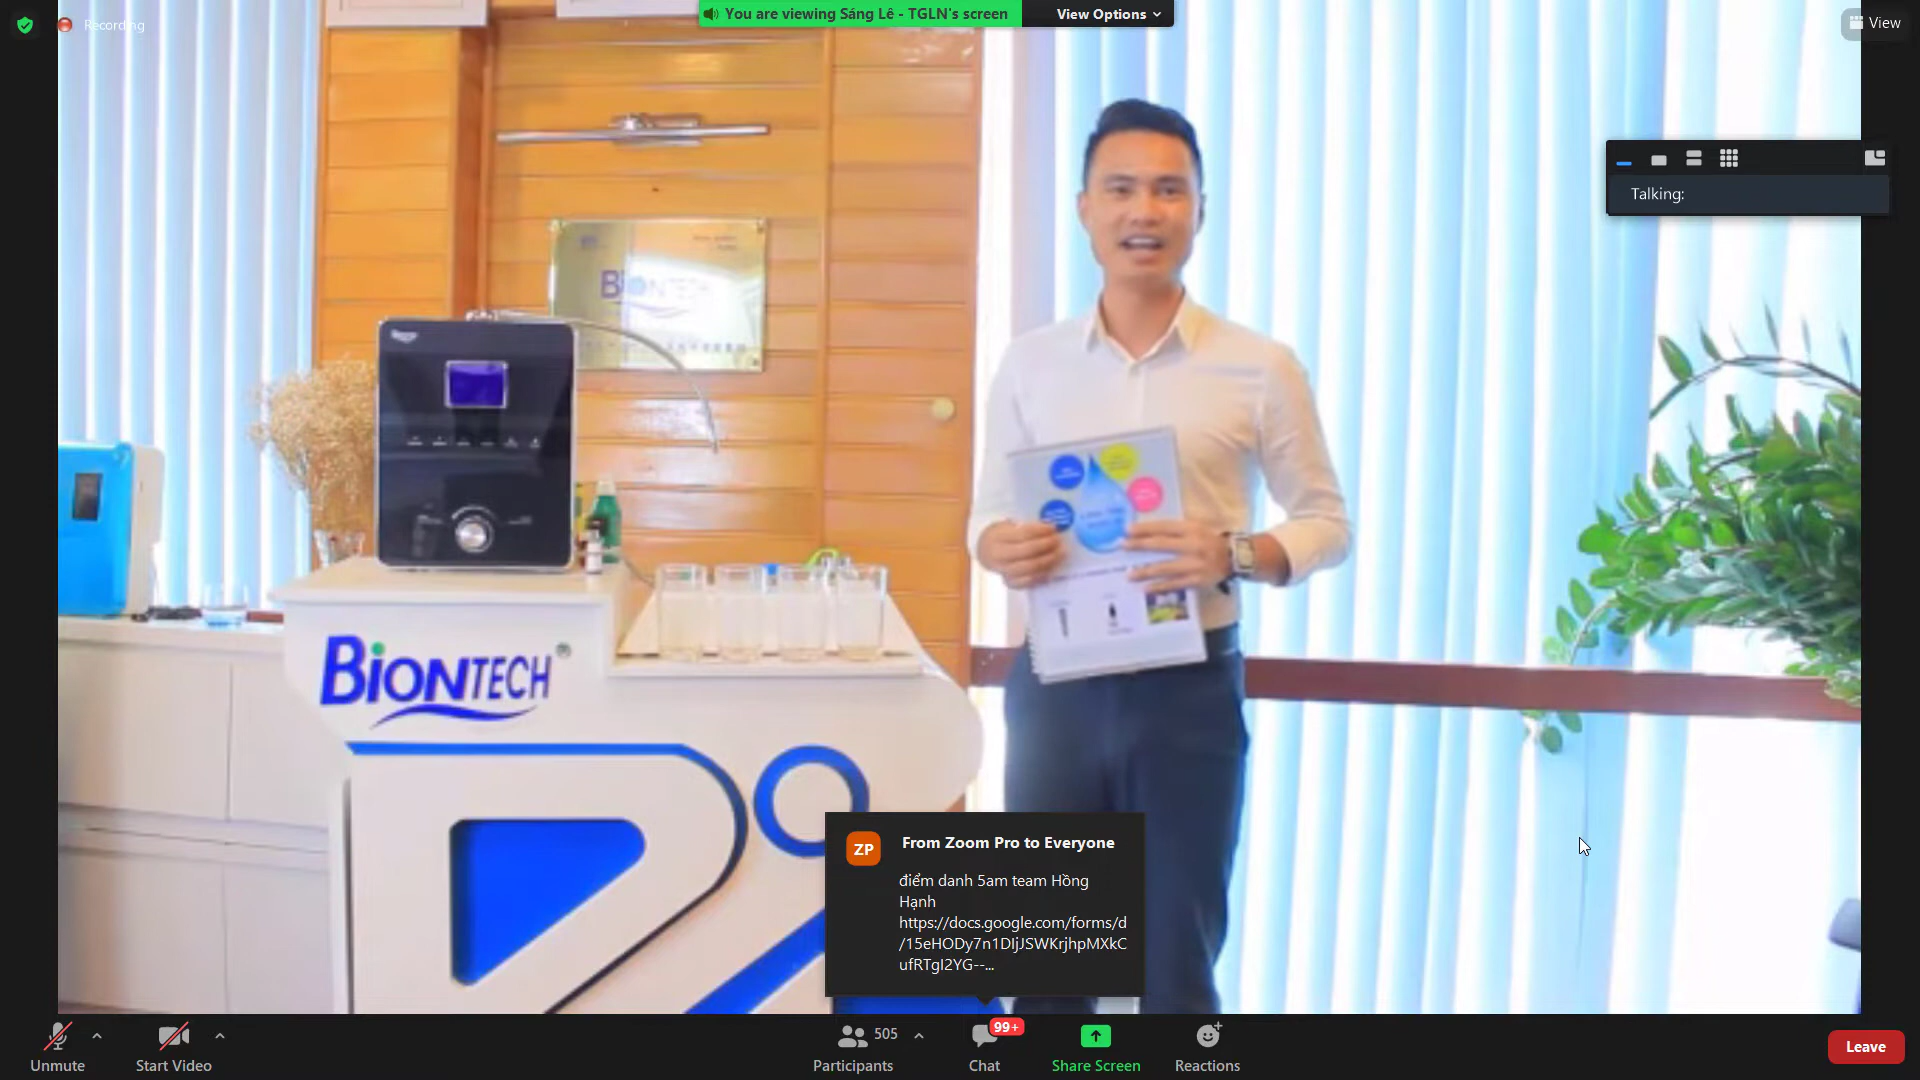 Recording
You are viewing Sáng Lê - TGLN's screen
View Options
View
Talking:
BIONTECH
BIONTECH®
From Zoom Pro to Everyone
ZP
điểm danh 5am team Hồng
Hạnh
https://docs.google.com/forms/d
/15eHODy7n1DljJSWKrjhpMXkC
ufRTgI2YG--...
Unmute
Start Video
505
Participants
99+
Chat
Share Screen
Reactions
Leave